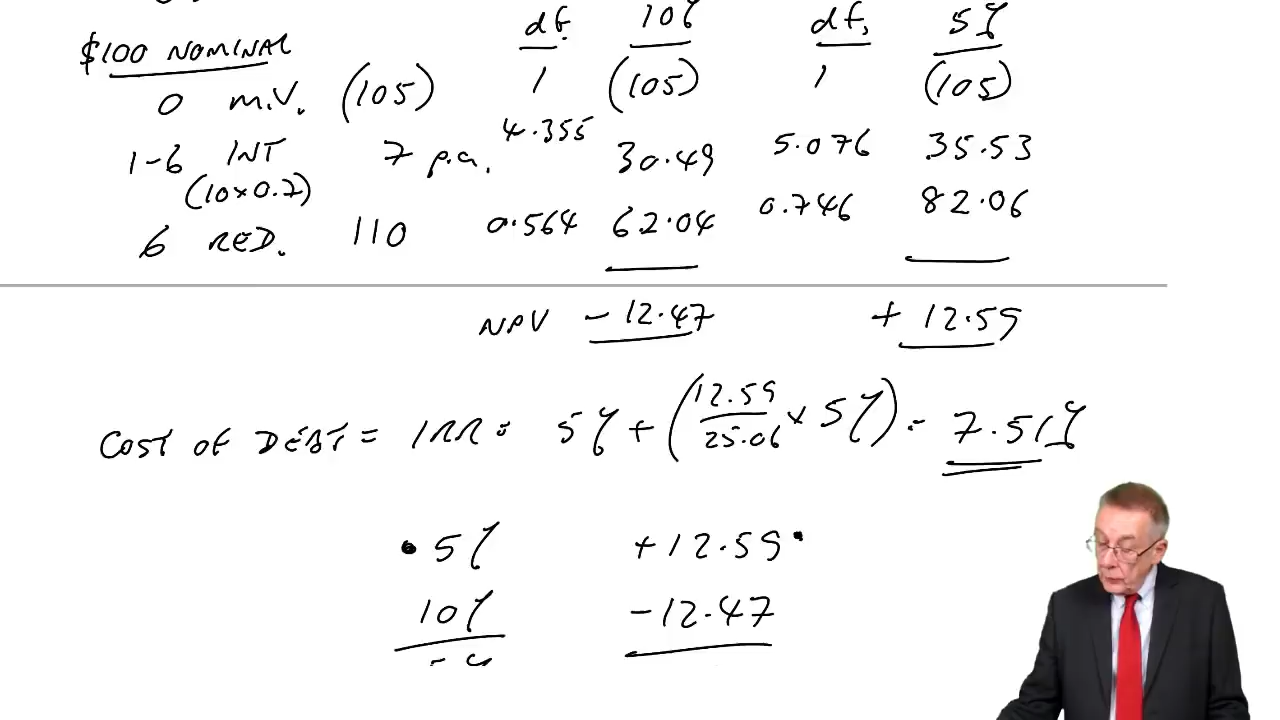 df. 10% df, 5%
$100 NOMINAL
0 M.V. (105) 1 (105) 1 (105)
1-6 INT 7 p.a. 4.355 30.49 5.076 35.53
(10×0.7)
6 RED. 110 0.564 62.04 0.746 82.06
NPV - 12.47 + 12.59
COST OF DEBT = IRR = 5% + (12.59/25.06 × 5%) = 7.51%
5% +12.59
10% -12.47